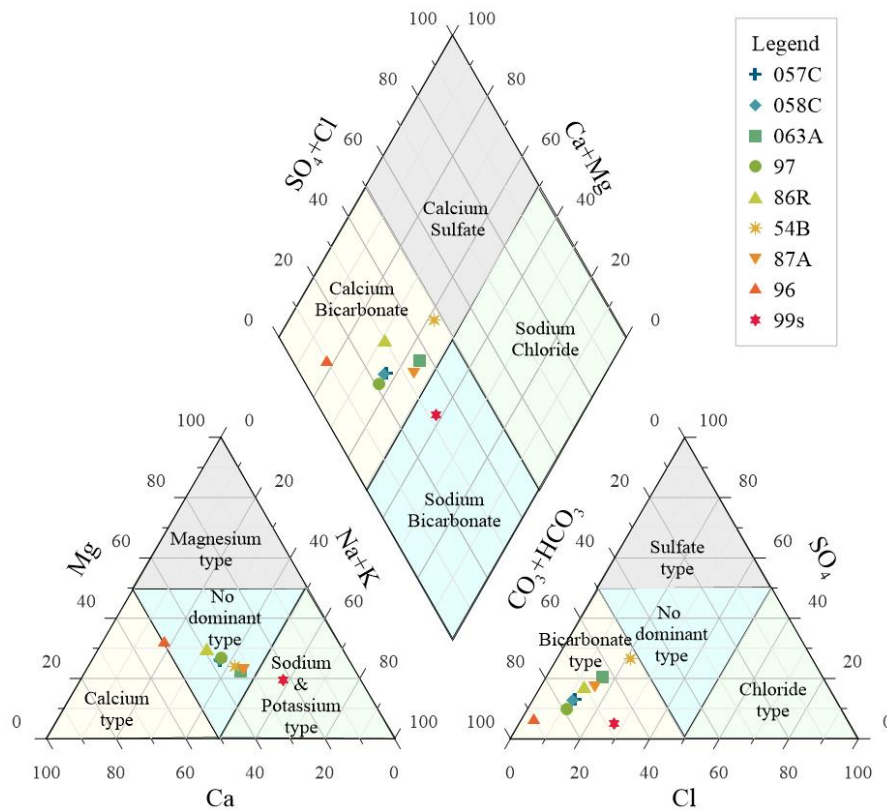 100 100
80 80
60 60
40 40
20 20
0 0
SO₄+Cl
Ca+Mg
Calcium
Sulfate
Calcium
Bicarbonate
Sodium
Chloride
Sodium
Bicarbonate
Legend
057C
058C
063A
97
86R
54B
87A
96
99s
100 0
80 20
60 40
40 60
20 80
0 100
Mg
Na+K
Magnesium
type
No
dominant
type
Calcium
type
Sodium
&
Potassium
type
100 80 60 40 20 0
Ca
0 100
20 80
40 60
60 40
80 20
100 0
CO₃+HCO₃
SO₄
Sulfate
type
No
dominant
type
Bicarbonate
type
Chloride
type
0 20 40 60 80 100
Cl